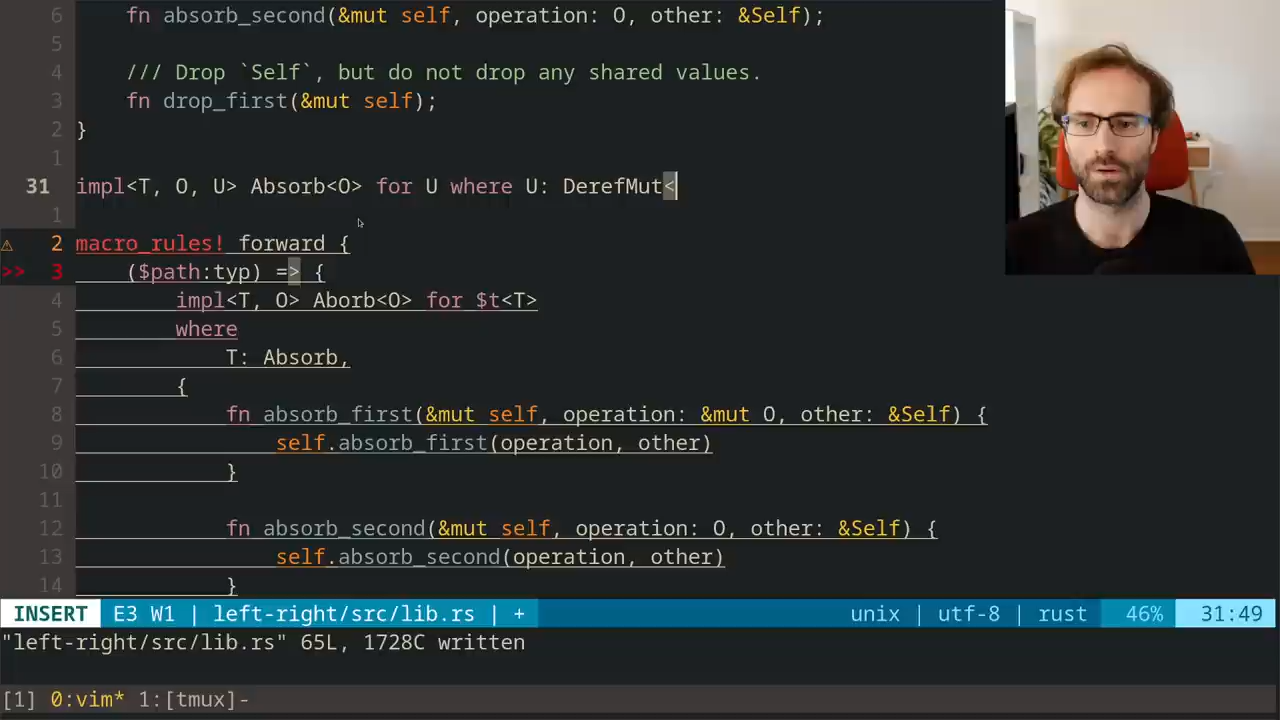 6     fn absorb_second(&mut self, operation: O, other: &Self);
5
4     /// Drop `Self`, but do not drop any shared values.
3     fn drop_first(&mut self);
2 }
1
31 impl<T, O, U> Absorb<O> for U where U: DerefMut<
1
⚠ 2 macro_rules! forward {
>> 3     ($path:typ) => {
4         impl<T, O> Aborb<O> for $t<T>
5         where
6             T: Absorb,
7         {
8             fn absorb_first(&mut self, operation: &mut O, other: &Self) {
9                 self.absorb_first(operation, other)
10             }
11
12             fn absorb_second(&mut self, operation: O, other: &Self) {
13                 self.absorb_second(operation, other)
14             }
INSERT E3 W1 | left-right/src/lib.rs | + unix | utf-8 | rust 46% 31:49
"left-right/src/lib.rs" 65L, 1728C written
[1] 0:vim* 1:[tmux]-